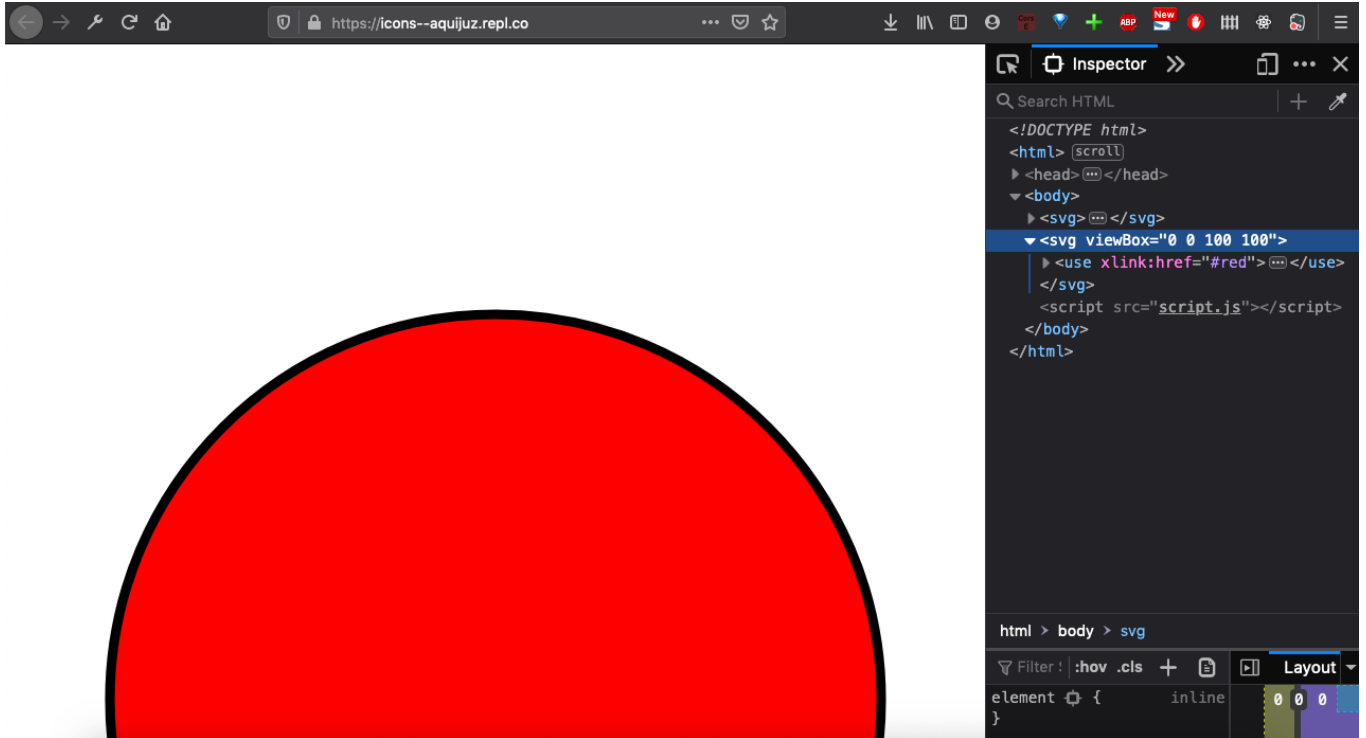 https://icons--aquijuz.repl.co
ABP
New
Inspector
Search HTML
<!DOCTYPE html>
<html> scroll
<head></head>
<body>
<svg></svg>
<svg viewBox="0 0 100 100">
<use xlink:href="#red"></use>
</svg>
<script src="script.js"></script>
</body>
</html>
html > body > svg
Filter :hov .cls + Layout
element { inline 0 0 0
}